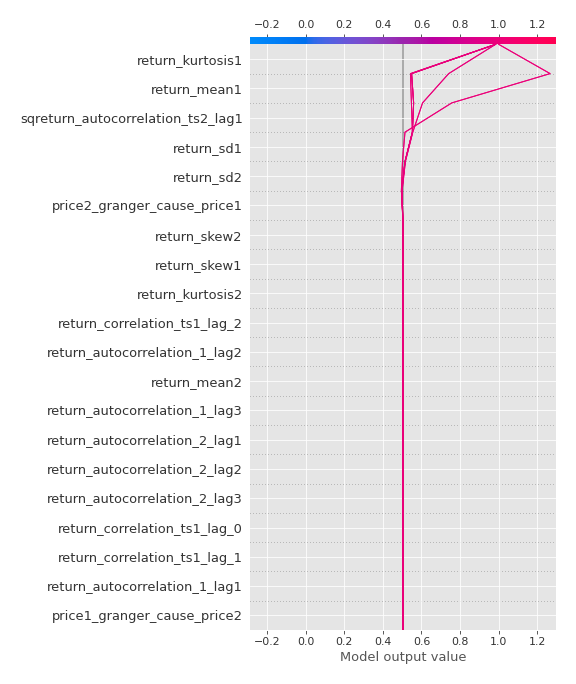 −0.2 0.0 0.2 0.4 0.6 0.8 1.0 1.2
return_kurtosis1
return_mean1
sqreturn_autocorrelation_ts2_lag1
return_sd1
return_sd2
price2_granger_cause_price1
return_skew2
return_skew1
return_kurtosis2
return_correlation_ts1_lag_2
return_autocorrelation_1_lag2
return_mean2
return_autocorrelation_1_lag3
return_autocorrelation_2_lag1
return_autocorrelation_2_lag2
return_autocorrelation_2_lag3
return_correlation_ts1_lag_0
return_correlation_ts1_lag_1
return_autocorrelation_1_lag1
price1_granger_cause_price2
−0.2 0.0 0.2 0.4 0.6 0.8 1.0 1.2
Model output value